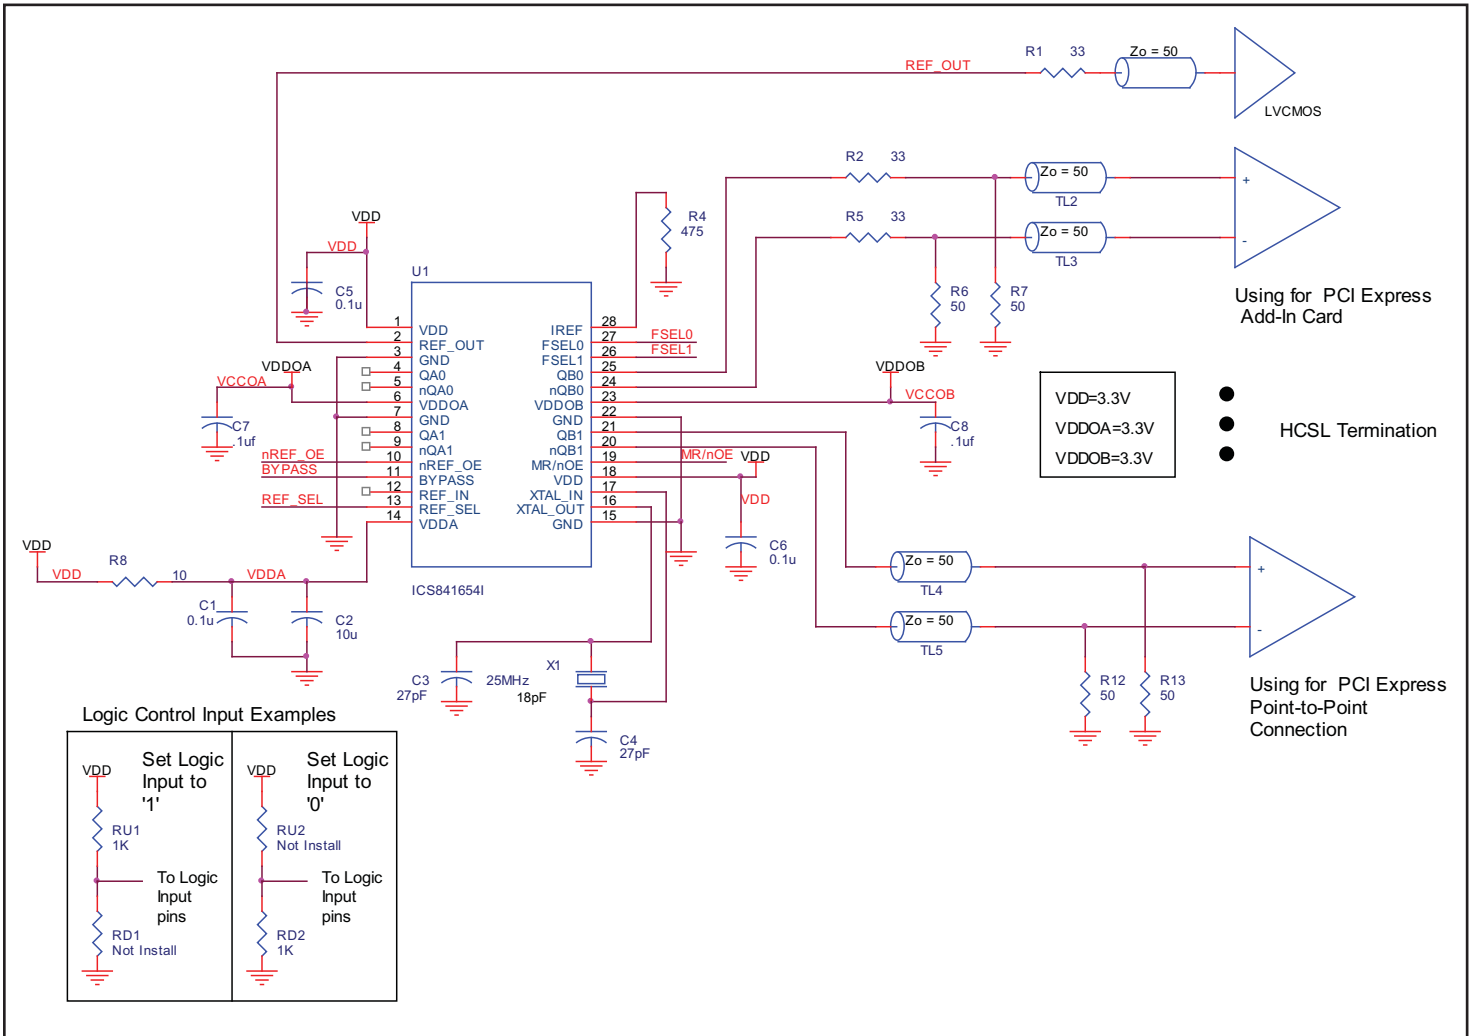 R1 33
Zo = 50
REF_OUT
LVCMOS
R2 33
Zo = 50
+
TL2
R5 33
Zo = 50
-
TL3
R4
475
R6
50
R7
50
Using for PCI Express
Add-In Card
VDD
VDD
C5
0.1u
U1
1 VDD
2 REF_OUT
3 GND
4 QA0
5 nQA0
6 VDDOA
7 GND
8 QA1
9 nQA1
10 nREF_OE
11 BYPASS
12 REF_IN
13 REF_SEL
14 VDDA
IREF 28
FSEL0 27
FSEL1 26
QB0 25
nQB0 24
VDDOB 23
GND 22
QB1 21
nQB1 20
MR/nOE 19
VDD 18
XTAL_IN 17
XTAL_OUT 16
GND 15
ICS841654I
FSEL0
FSEL1
VDDOA
VCCOA
C7
.1uf
nREF_OE
BYPASS
REF_SEL
VDDOB
VCCOB
C8
.1uf
MR/nOE
VDD
VDD
C6
0.1u
VDD=3.3V
VDDOA=3.3V
VDDOB=3.3V
HCSL Termination
VDD
VDD
R8
10
VDDA
C1
0.1u
C2
10u
Zo = 50
TL4
+
Zo = 50
TL5
-
R12
50
R13
50
Using for PCI Express
Point-to-Point
Connection
C3
27pF
25MHz
X1
18pF
C4
27pF
Logic Control Input Examples
VDD
Set Logic
Input to
'1'
RU1
1K
To Logic
Input
pins
RD1
Not Install
VDD
Set Logic
Input to
'0'
RU2
Not Install
To Logic
Input
pins
RD2
1K